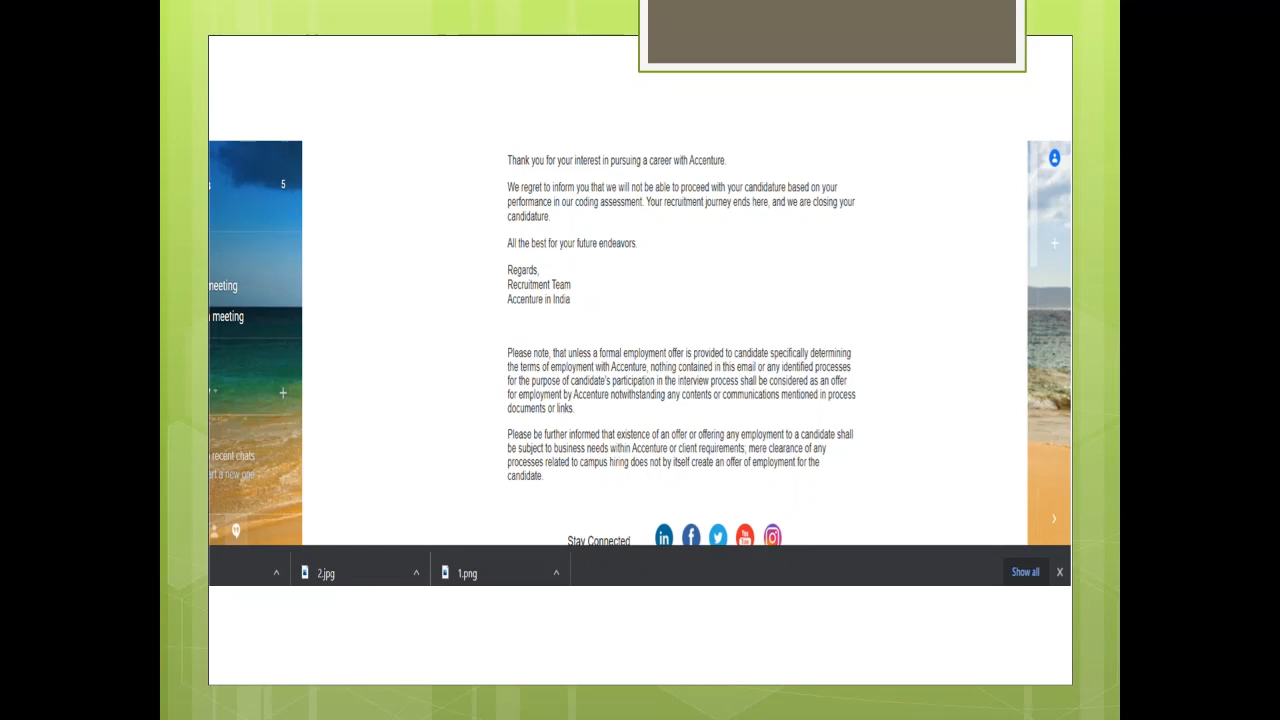 Thank you for your interest in pursuing a career with Accenture.
We regret to inform you that we will not be able to proceed with your candidature based on your
performance in our coding assessment. Your recruitment journey ends here, and we are closing your
candidature.
All the best for your future endeavors.
Regards,
Recruitment Team
Accenture in India
Please note, that unless a formal employment offer is provided to candidate specifically determining
the terms of employment with Accenture, nothing contained in this email or any identified processes
for the purpose of candidate's participation in the interview process shall be considered as an offer
for employment by Accenture notwithstanding any contents or communications mentioned in process
documents or links.
Please be further informed that existence of an offer or offering any employment to a candidate shall
be subject to business needs within Accenture or client requirements; mere clearance of any
processes related to campus hiring does not by itself create an offer of employment for the
candidate.
Stay Connected
5
meeting
meeting
recent chats
a new one
2.jpg
1.png
Show all